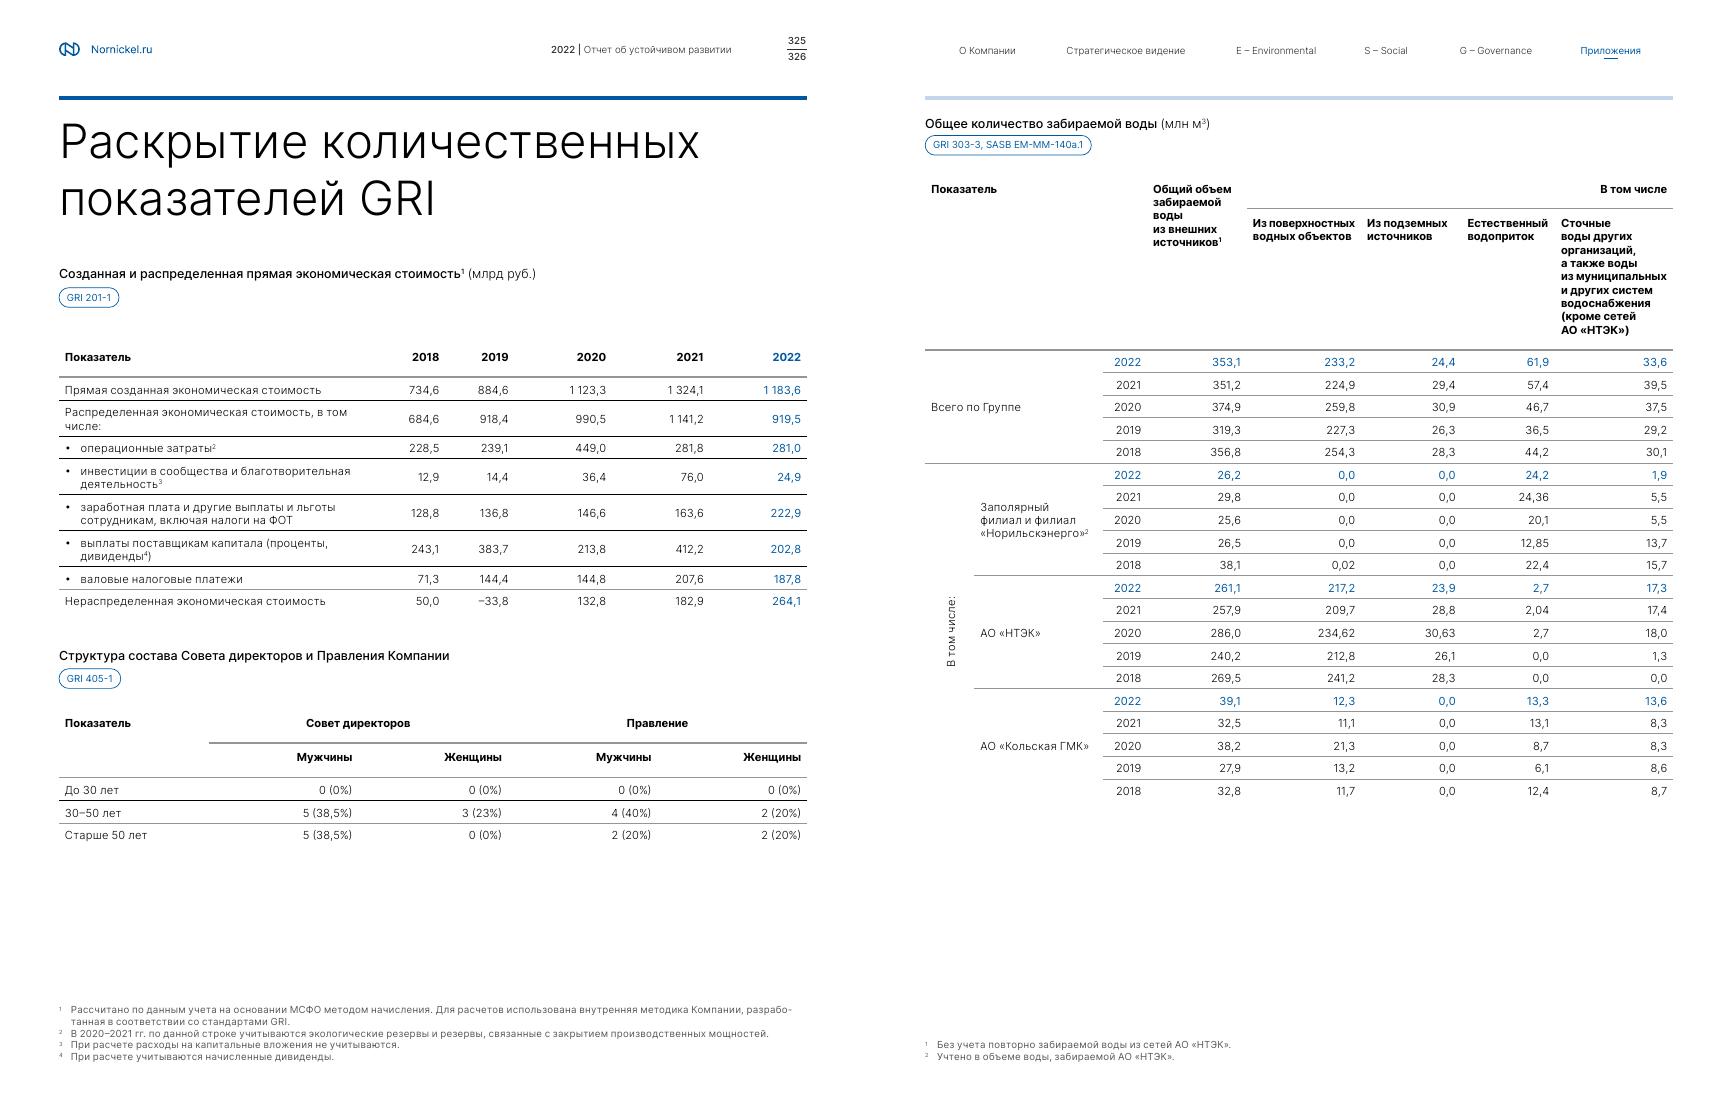 Nornickel.ru
2022 | Отчет об устойчивом развитии
325
326
Раскрытие количественных
показателей GRI
Созданная и распределенная прямая экономическая стоимость¹ (млрд руб.)
GRI 201-1
Показатель 2018 2019 2020 2021 2022
Прямая созданная экономическая стоимость 734,6 884,6 1 123,3 1 324,1 1 183,6
Распределенная экономическая стоимость, в том
числе: 684,6 918,4 990,5 1 141,2 919,5
• операционные затраты² 228,5 239,1 449,0 281,8 281,0
• инвестиции в сообщества и благотворительная
деятельность³ 12,9 14,4 36,4 76,0 24,9
• заработная плата и другие выплаты и льготы
сотрудникам, включая налоги на ФОТ 128,8 136,8 146,6 163,6 222,9
• выплаты поставщикам капитала (проценты,
дивиденды⁴) 243,1 383,7 213,8 412,2 202,8
• валовые налоговые платежи 71,3 144,4 144,8 207,6 187,8
Нераспределенная экономическая стоимость 50,0 –33,8 132,8 182,9 264,1
Структура состава Совета директоров и Правления Компании
GRI 405-1
Показатель Совет директоров Правление
Мужчины Женщины Мужчины Женщины
До 30 лет 0 (0%) 0 (0%) 0 (0%) 0 (0%)
30–50 лет 5 (38,5%) 3 (23%) 4 (40%) 2 (20%)
Старше 50 лет 5 (38,5%) 0 (0%) 2 (20%) 2 (20%)
¹ Рассчитано по данным учета на основании МСФО методом начисления. Для расчетов использована внутренняя методика Компании, разрабо-
танная в соответствии со стандартами GRI.
² В 2020–2021 гг. по данной строке учитываются экологические резервы и резервы, связанные с закрытием производственных мощностей.
³ При расчете расходы на капитальные вложения не учитываются.
⁴ При расчете учитываются начисленные дивиденды.
О Компании Стратегическое видение E – Environmental S – Social G – Governance Приложения
Общее количество забираемой воды (млн м³)
GRI 303-3, SASB EM-MM-140a.1
Показатель
Общий объем
забираемой
воды
из внешних
источников¹
В том числе
Из поверхностных
водных объектов
Из подземных
источников
Естественный
водоприток
Сточные
воды других
организаций,
а также воды
из муниципальных
и других систем
водоснабжения
(кроме сетей
АО «НТЭК»)
Всего по Группе
2022 353,1 233,2 24,4 61,9 33,6
2021 351,2 224,9 29,4 57,4 39,5
2020 374,9 259,8 30,9 46,7 37,5
2019 319,3 227,3 26,3 36,5 29,2
2018 356,8 254,3 28,3 44,2 30,1
В том числе:
Заполярный
филиал и филиал
«Норильскэнерго»²
2022 26,2 0,0 0,0 24,2 1,9
2021 29,8 0,0 0,0 24,36 5,5
2020 25,6 0,0 0,0 20,1 5,5
2019 26,5 0,0 0,0 12,85 13,7
2018 38,1 0,02 0,0 22,4 15,7
АО «НТЭК»
2022 261,1 217,2 23,9 2,7 17,3
2021 257,9 209,7 28,8 2,04 17,4
2020 286,0 234,62 30,63 2,7 18,0
2019 240,2 212,8 26,1 0,0 1,3
2018 269,5 241,2 28,3 0,0 0,0
АО «Кольская ГМК»
2022 39,1 12,3 0,0 13,3 13,6
2021 32,5 11,1 0,0 13,1 8,3
2020 38,2 21,3 0,0 8,7 8,3
2019 27,9 13,2 0,0 6,1 8,6
2018 32,8 11,7 0,0 12,4 8,7
¹ Без учета повторно забираемой воды из сетей АО «НТЭК».
² Учтено в объеме воды, забираемой АО «НТЭК».